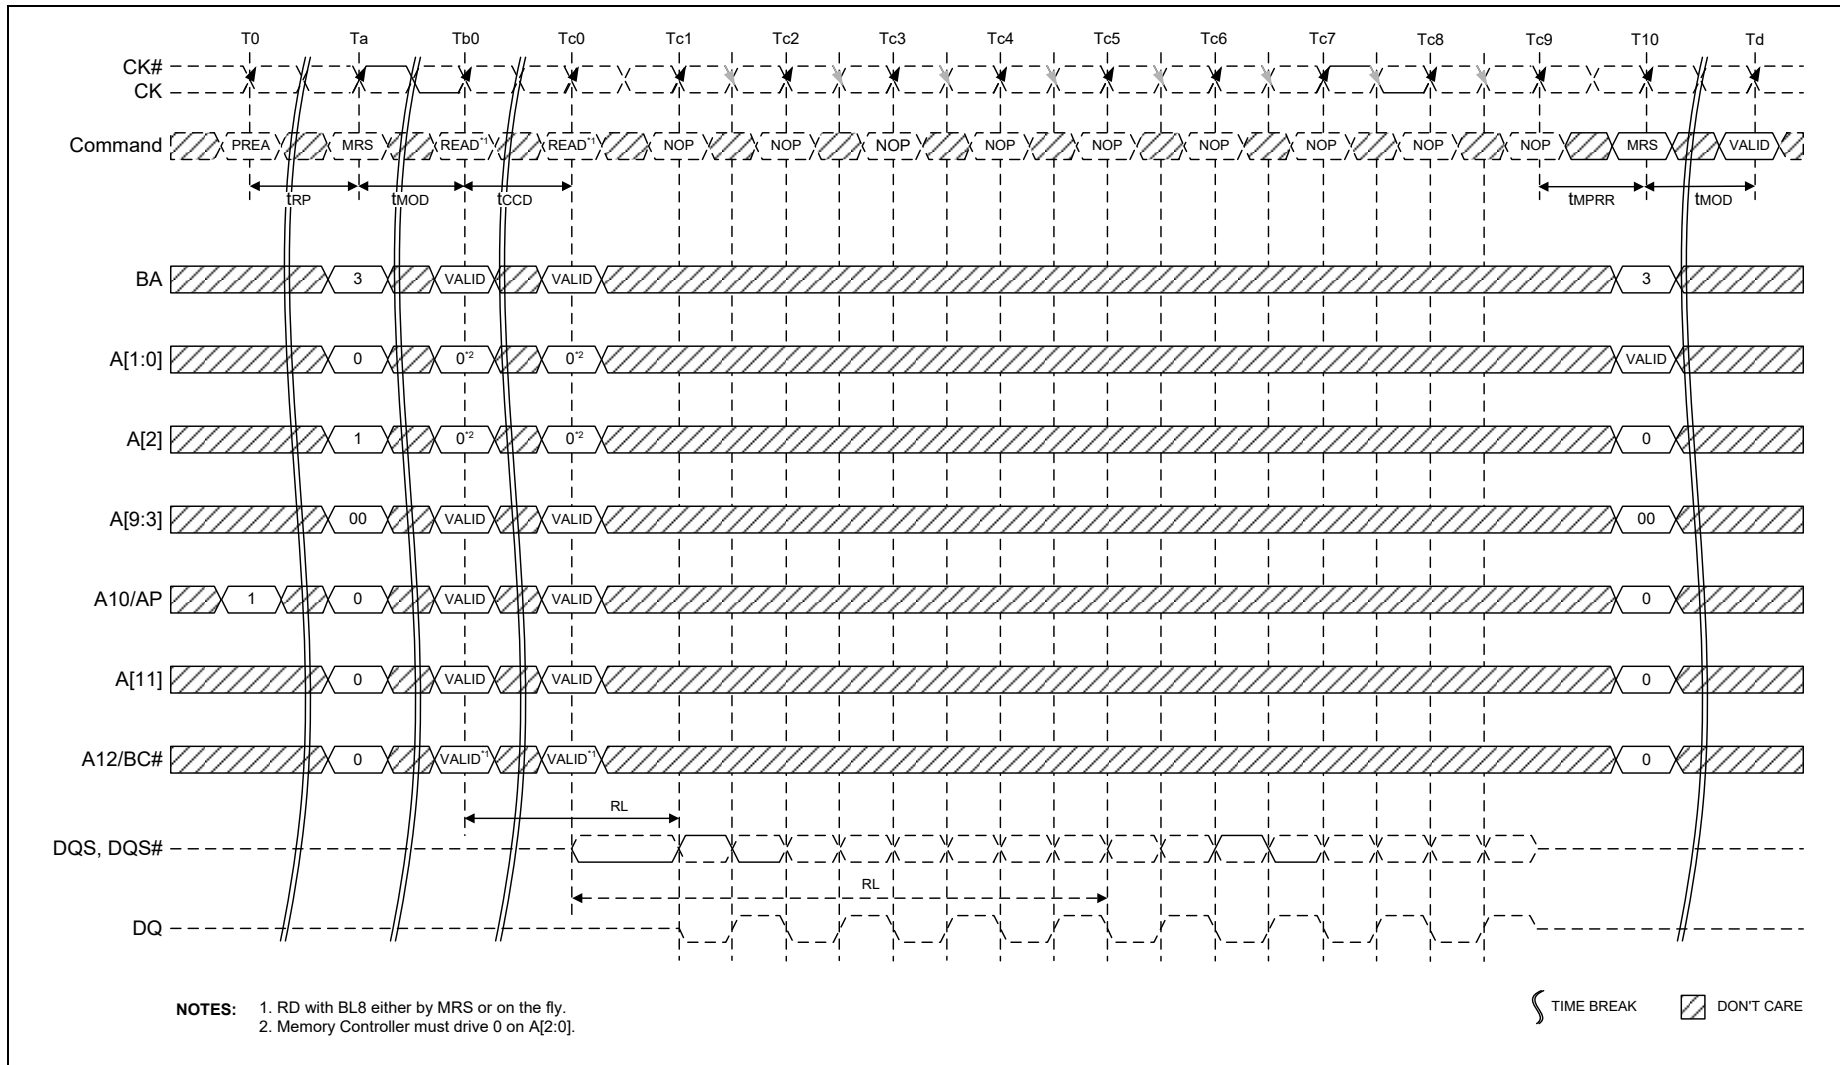 T0 Ta Tb0 Tc0 Tc1 Tc2 Tc3 Tc4 Tc5 Tc6 Tc7 Tc8 Tc9 T10 Td
CK#
CK
Command PREA MRS READ*1 READ*1 NOP NOP NOP NOP NOP NOP NOP NOP NOP MRS VALID
tRP tMOD tCCD tMPRR tMOD
BA 3 VALID VALID 3
A[1:0] 0 0*2 0*2 VALID
A[2] 1 0*2 0*2 0
A[9:3] 00 VALID VALID 00
A10/AP 1 0 VALID VALID 0
A[11] 0 VALID VALID 0
A12/BC# 0 VALID*1 VALID*1 0
RL
DQS, DQS#
RL
DQ
NOTES: 1. RD with BL8 either by MRS or on the fly.
2. Memory Controller must drive 0 on A[2:0].
TIME BREAK DON'T CARE